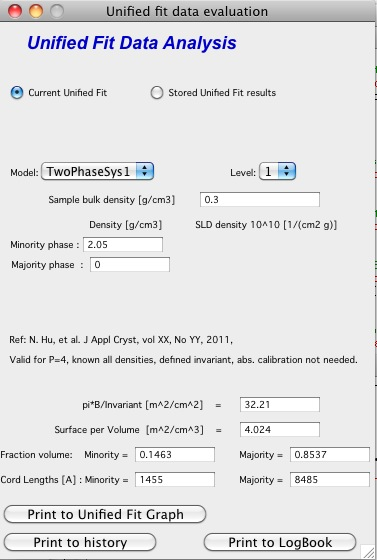 Unified fit data evaluation
Unified Fit Data Analysis
Current Unified Fit Stored Unified Fit results
Model: TwoPhaseSys1 Level: 1
Sample bulk density [g/cm3] 0.3
Density [g/cm3] SLD density 10^10 [1/(cm2 g)]
Minority phase : 2.05
Majority phase : 0
Ref: N. Hu, et al. J Appl Cryst, vol XX, No YY, 2011,
Valid for P=4, known all densities, defined invariant, abs. calibration not needed.
pi*B/Invariant [m^2/cm^2] = 32.21
Surface per Volume [m^2/cm^3] = 4.024
Fraction volume: Minority = 0.1463 Majority = 0.8537
Cord Lengths [A] : Minority = 1455 Majority = 8485
Print to Unified Fit Graph
Print to history Print to LogBook